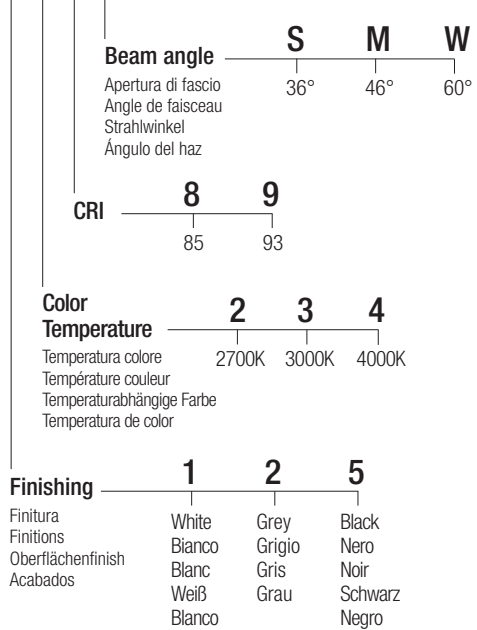 S M W
Beam angle
36° 46° 60°
Apertura di fascio
Angle de faisceau
Strahlwinkel
Ángulo del haz
8 9
CRI
85 93
Color
Temperature
2 3 4
2700K 3000K 4000K
Temperatura colore
Température couleur
Temperaturabhängige Farbe
Temperatura de color
1 2 5
Finishing
Finitura
Finitions
Oberflächenfinish
Acabados
White Grey Black
Bianco Grigio Nero
Blanc Gris Noir
Weiß Grau Schwarz
Blanco Negro